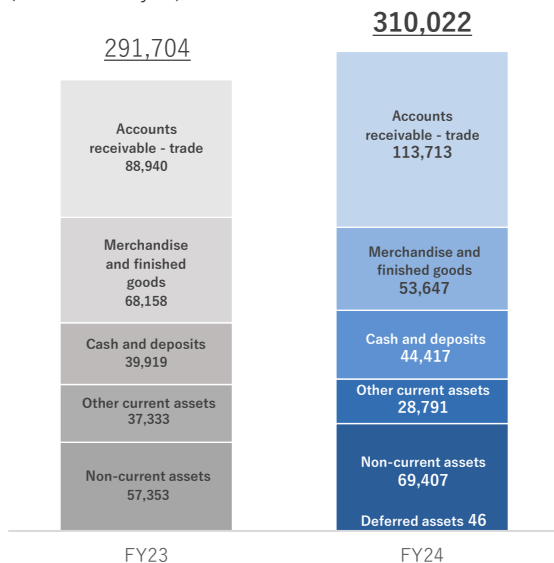 291,704
Accounts
receivable - trade
88,940
Merchandise
and finished
goods
68,158
Cash and deposits
39,919
Other current assets
37,333
Non-current assets
57,353
FY23
310,022
Accounts
receivable - trade
113,713
Merchandise and
finished goods
53,647
Cash and deposits
44,417
Other current assets
28,791
Non-current assets
69,407
Deferred assets 46
FY24